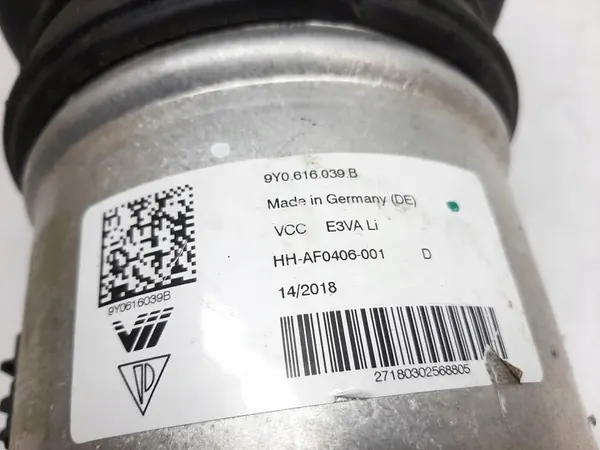 9Y0.616.039.B
Made in Germany (DE)
VCC E3VA Li
HH-AF0406-001 D
14/2018
9Y0616039B
27180302568805